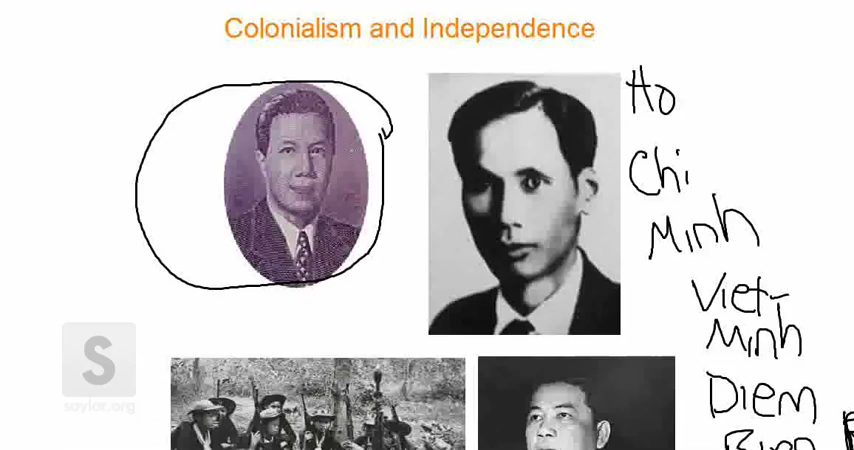 Colonialism and Independence
Ho
Chi
Minh
Viet-
Minh
Diem
S
saylor.org